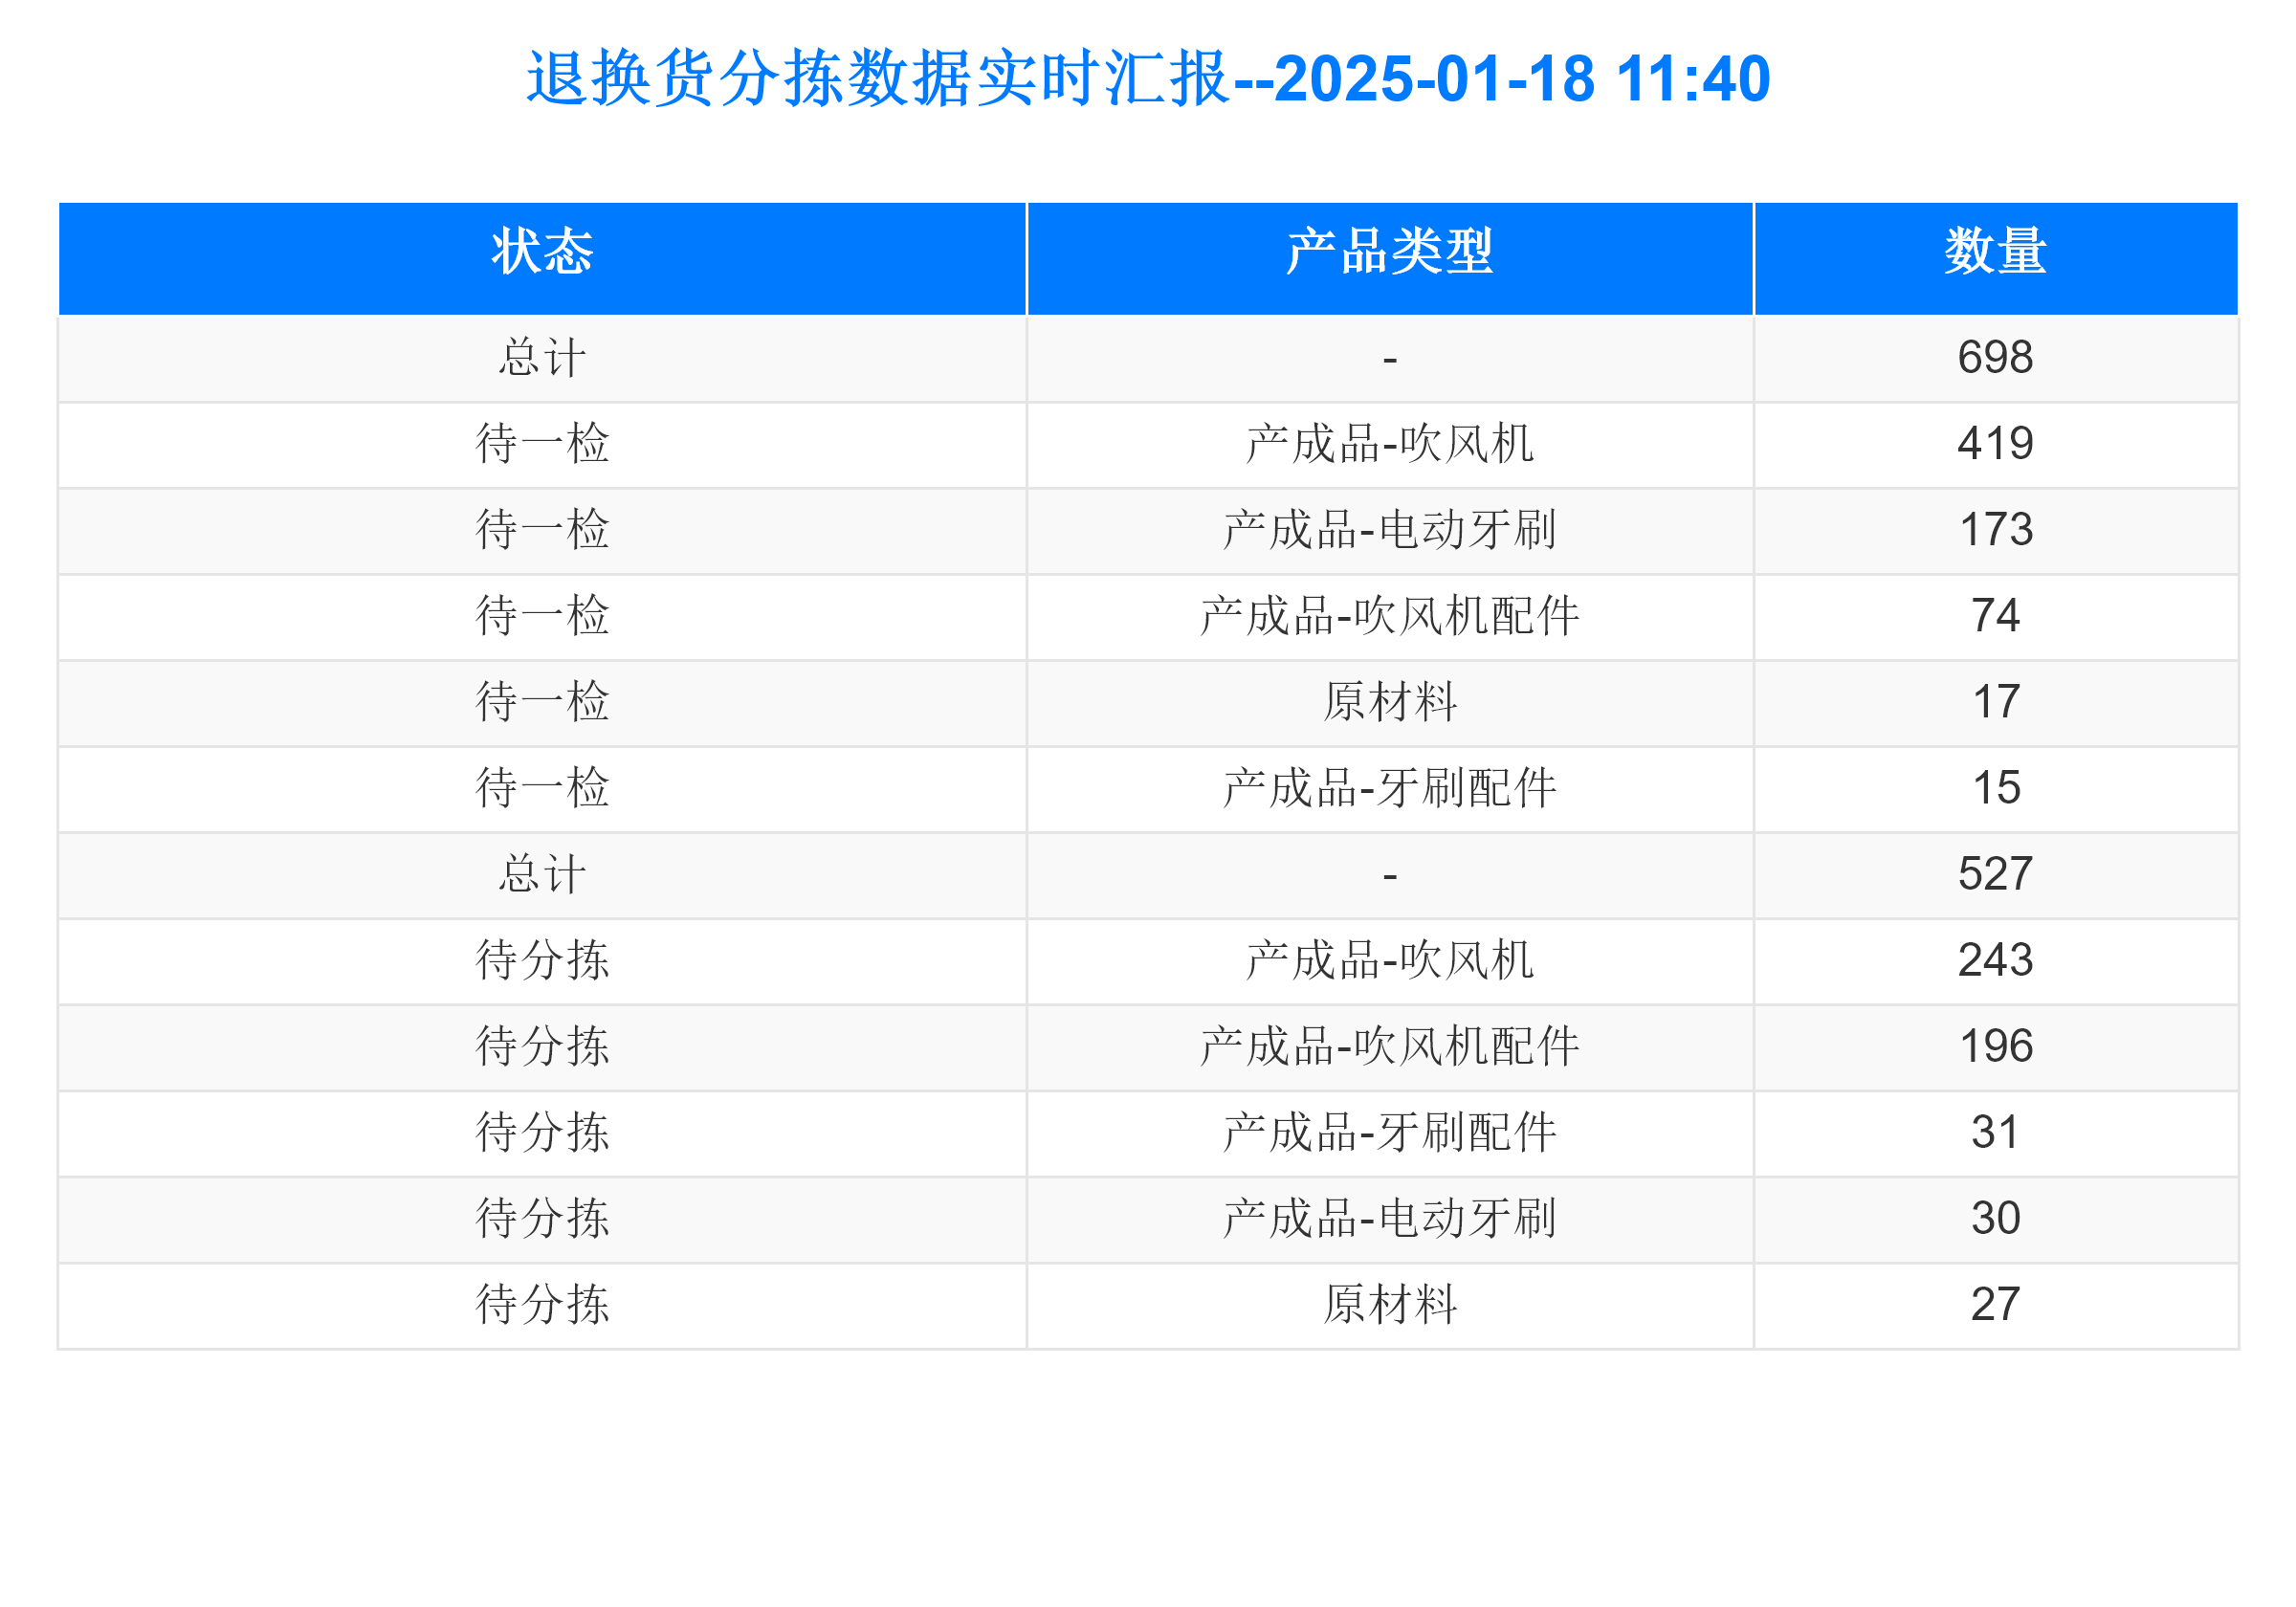 退换货分拣数据实时汇报--2025-01-18 11:40
状态 产品类型 数量
总计 - 698
待一检 产成品-吹风机 419
待一检 产成品-电动牙刷 173
待一检 产成品-吹风机配件 74
待一检 原材料 17
待一检 产成品-牙刷配件 15
总计 - 527
待分拣 产成品-吹风机 243
待分拣 产成品-吹风机配件 196
待分拣 产成品-牙刷配件 31
待分拣 产成品-电动牙刷 30
待分拣 原材料 27